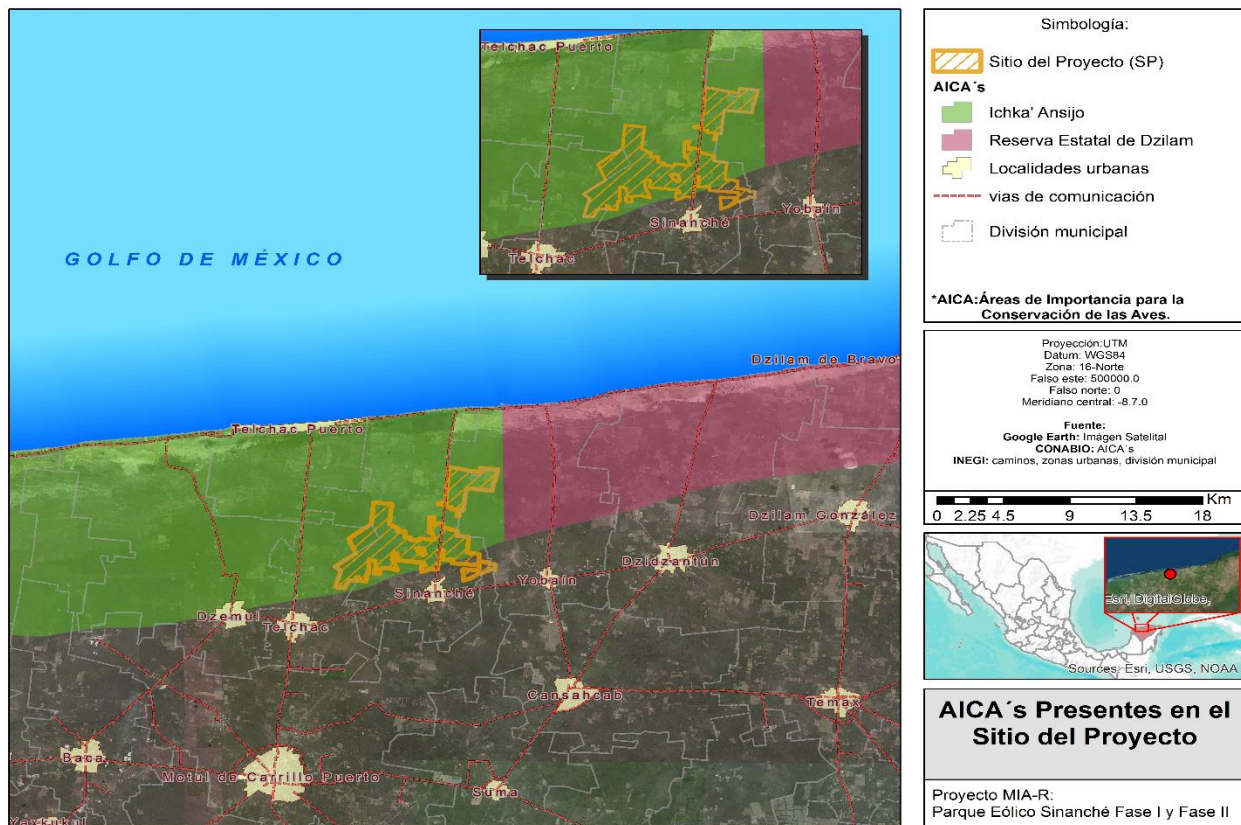 Telchac Puerto
Sinanché
Yobaín
Telchac
GOLFO DE MÉXICO
Dzilam de Bravo
Telchac Puerto
Dzilam González
Dzidzantún
Yobaín
Sinanché
Dzemul
Telchac
Cansahcab
Temax
Baca
Motul de Carrillo Puerto
Suma
Yaxkukul
Simbología:
Sitio del Proyecto (SP)
AICA´s
Ichka' Ansijo
Reserva Estatal de Dzilam
Localidades urbanas
vias de comunicación
División municipal
*AICA:Áreas de Importancia para la
Conservación de las Aves.
Proyección:UTM
Datum: WGS84
Zona: 16-Norte
Falso este: 500000.0
Falso norte: 0
Meridiano central: -8.7.0
Fuente:
Google Earth: Imágen Satelital
CONABIO: AICA´s
INEGI: caminos, zonas urbanas, división municipal
Km
0 2.25 4.5 9 13.5 18
Esri, DigitalGlobe,
Sources, Esri, USGS, NOAA
AICA´s Presentes en el
Sitio del Proyecto
Proyecto MIA-R:
Parque Eólico Sinanché Fase I y Fase II